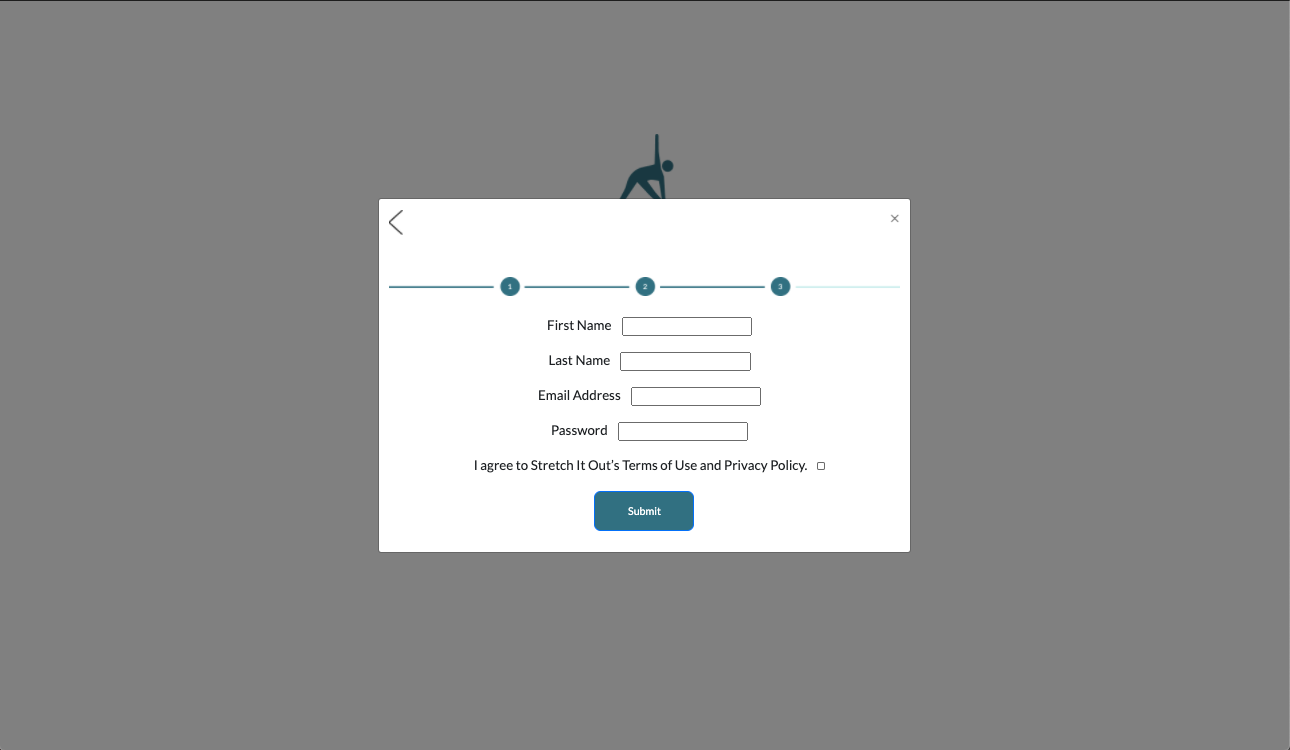 ×
1 2 3
First Name
Last Name
Email Address
Password
I agree to Stretch It Out’s Terms of Use and Privacy Policy.
Submit